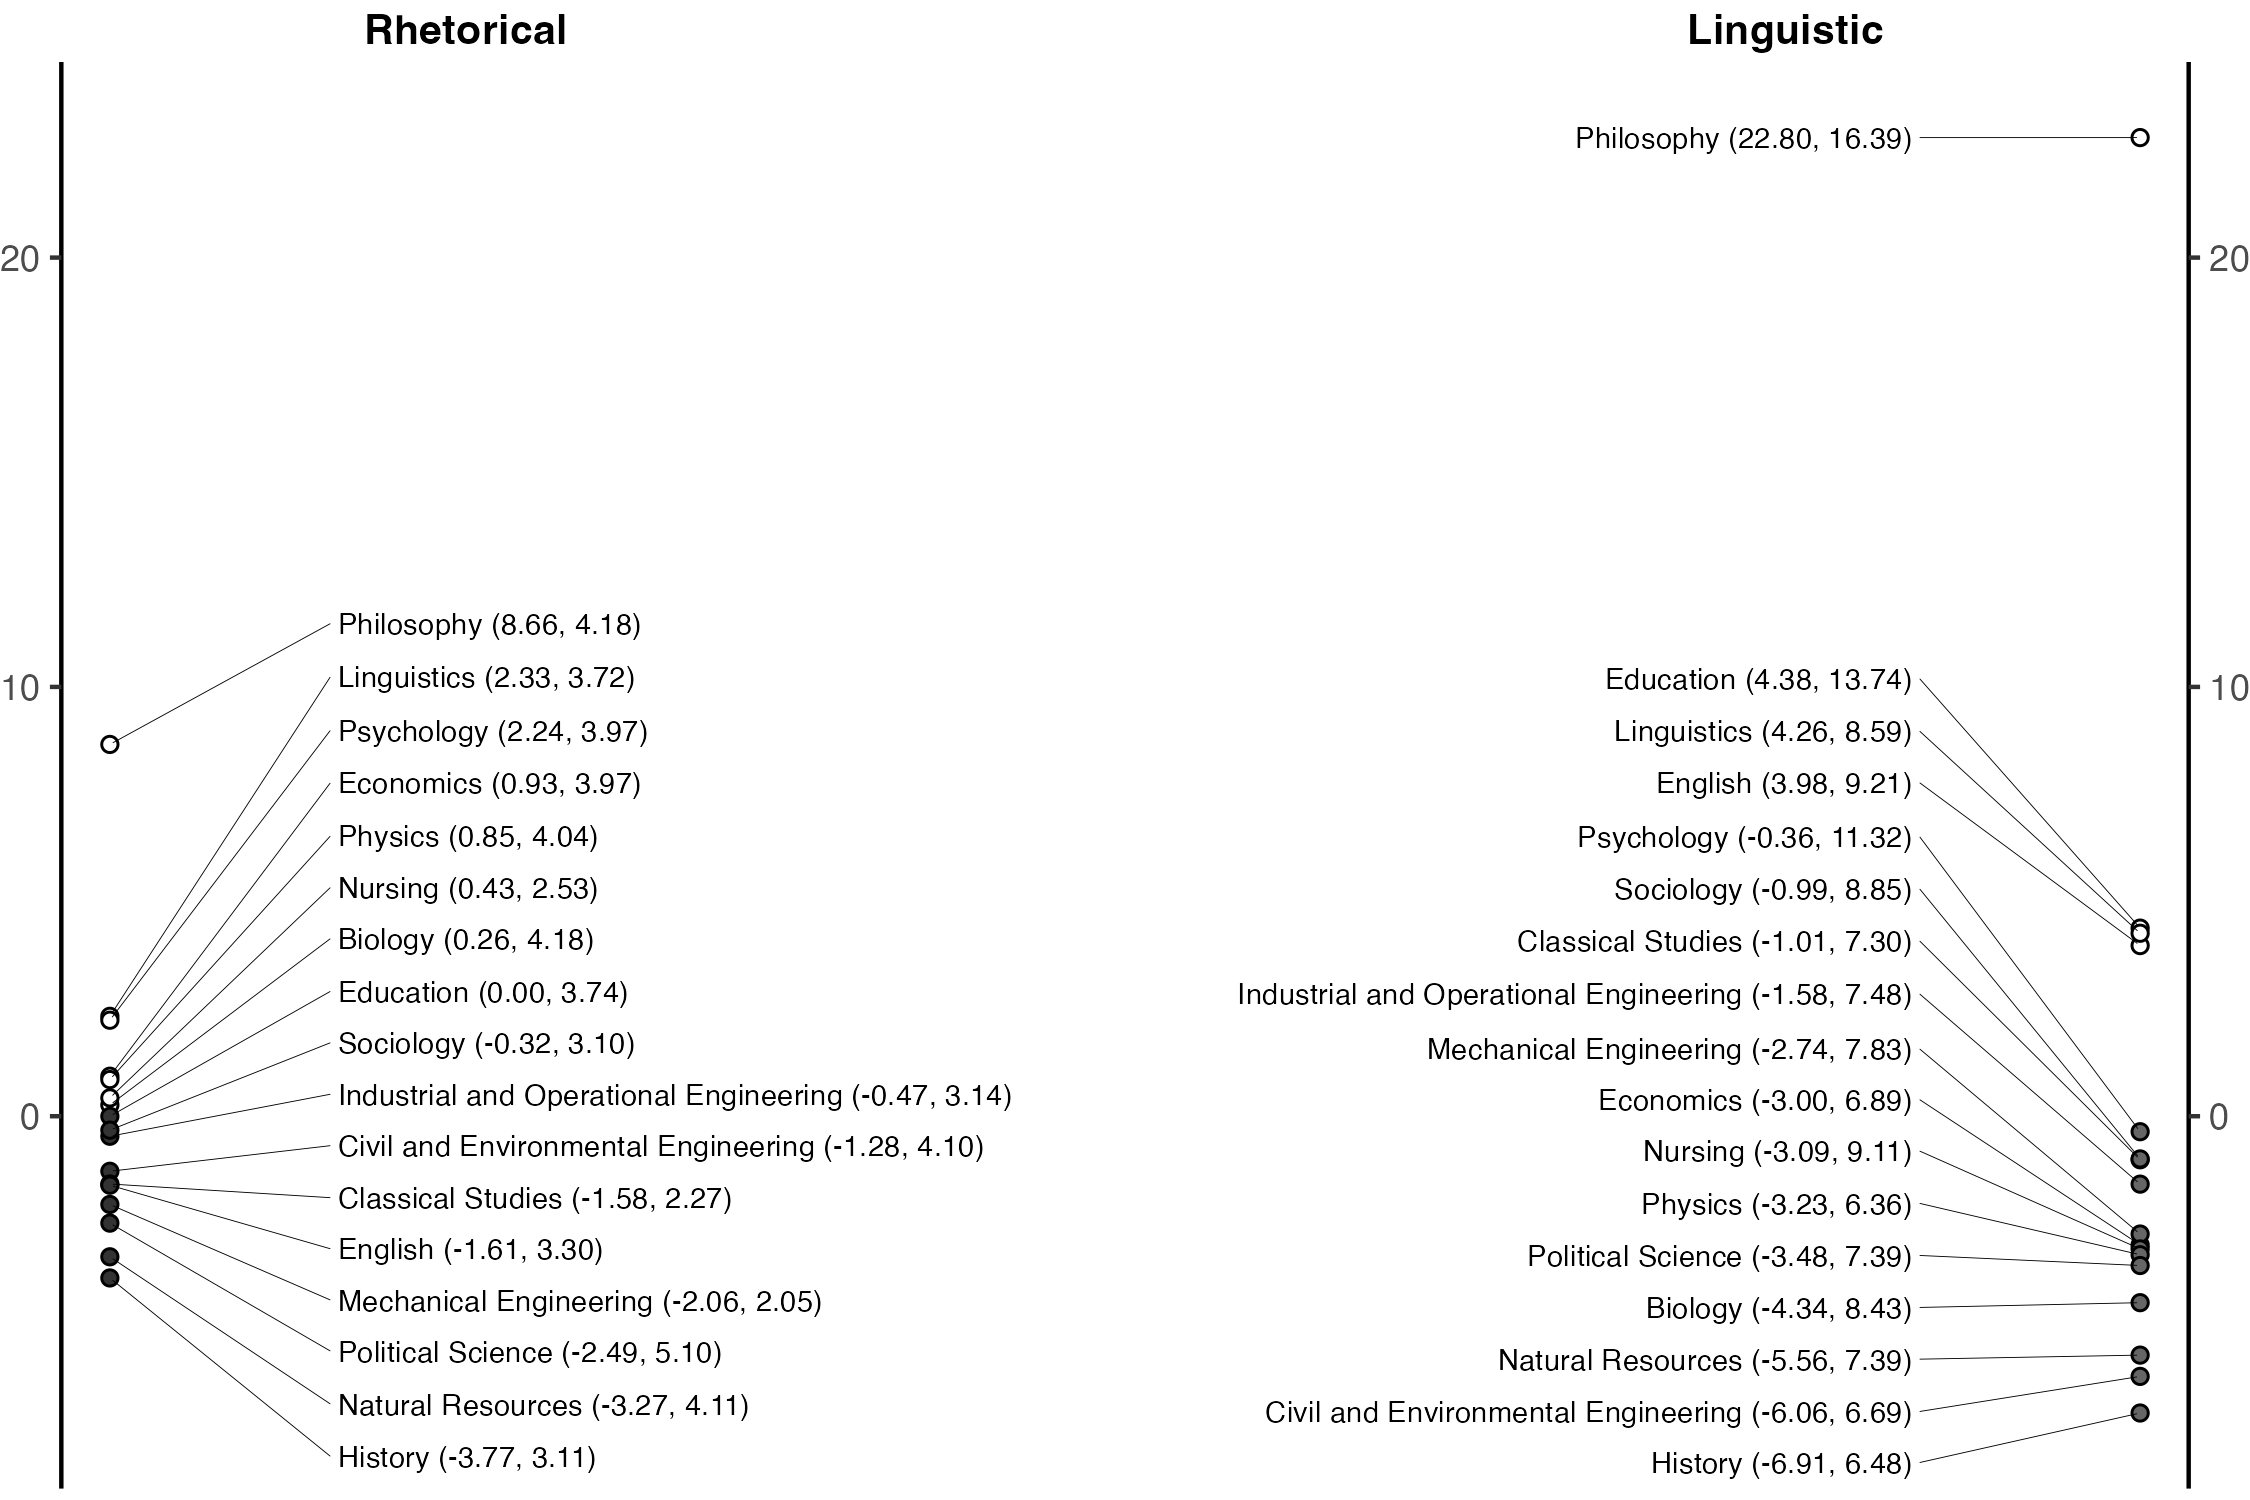 Rhetorical
20
10
0
Philosophy (8.66, 4.18)
Linguistics (2.33, 3.72)
Psychology (2.24, 3.97)
Economics (0.93, 3.97)
Physics (0.85, 4.04)
Nursing (0.43, 2.53)
Biology (0.26, 4.18)
Education (0.00, 3.74)
Sociology (-0.32, 3.10)
Industrial and Operational Engineering (-0.47, 3.14)
Civil and Environmental Engineering (-1.28, 4.10)
Classical Studies (-1.58, 2.27)
English (-1.61, 3.30)
Mechanical Engineering (-2.06, 2.05)
Political Science (-2.49, 5.10)
Natural Resources (-3.27, 4.11)
History (-3.77, 3.11)
Linguistic
Philosophy (22.80, 16.39)
Education (4.38, 13.74)
Linguistics (4.26, 8.59)
English (3.98, 9.21)
Psychology (-0.36, 11.32)
Sociology (-0.99, 8.85)
Classical Studies (-1.01, 7.30)
Industrial and Operational Engineering (-1.58, 7.48)
Mechanical Engineering (-2.74, 7.83)
Economics (-3.00, 6.89)
Nursing (-3.09, 9.11)
Physics (-3.23, 6.36)
Political Science (-3.48, 7.39)
Biology (-4.34, 8.43)
Natural Resources (-5.56, 7.39)
Civil and Environmental Engineering (-6.06, 6.69)
History (-6.91, 6.48)
20
10
0